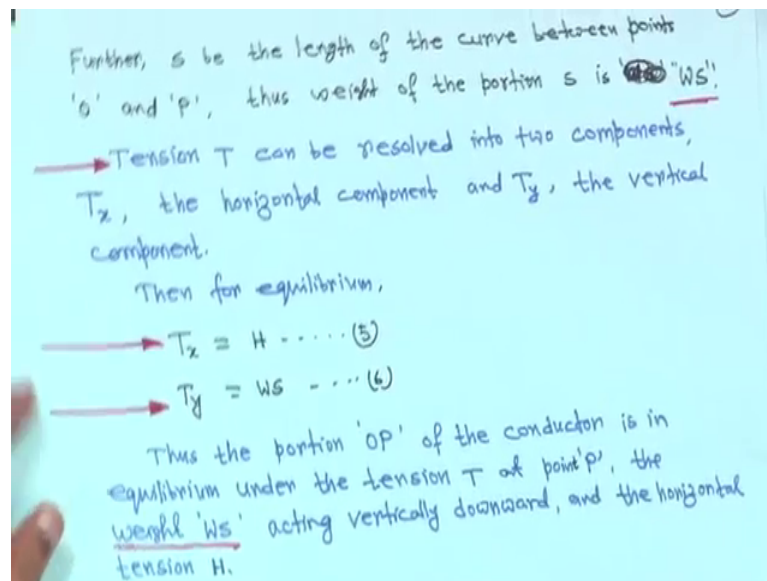 Further, s be the length of the curve between points
'o' and 'p', thus weight of the portion s is "WS".
Tension T can be resolved into two components,
Tx, the horizontal component and Ty, the vertical
component.
Then for equilibrium,
Tx = H ...... (5)
Ty = WS - .... (6)
Thus the portion 'OP' of the conductor is in
equilibrium under the tension T at point 'P', the
weight 'WS' acting vertically downward, and the horizontal
tension H.